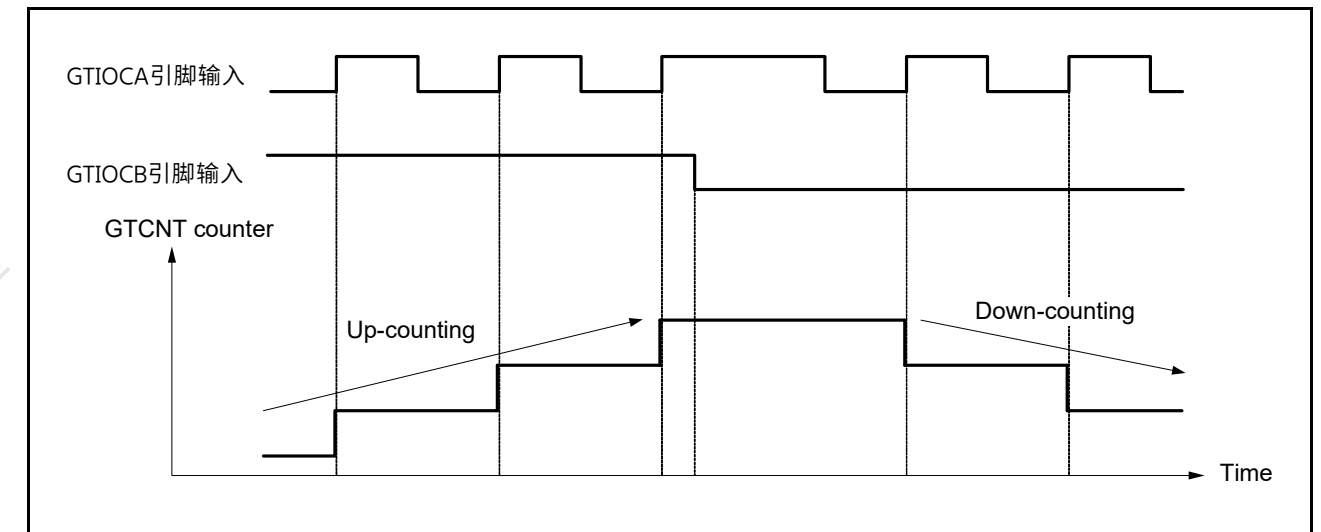 GTIOCA引脚输入
GTIOCB引脚输入
GTCNT counter
Up-counting
Down-counting
Time